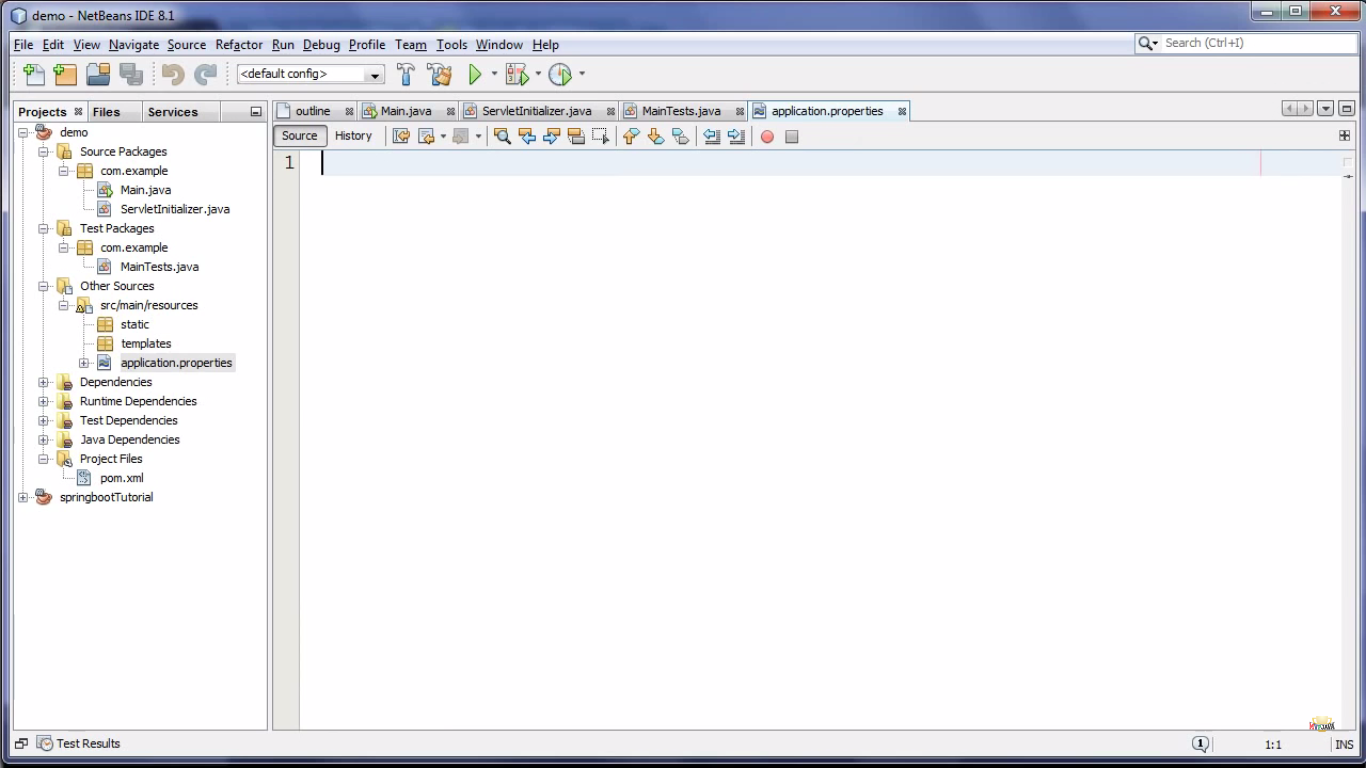 demo - NetBeans IDE 8.1
File Edit View Navigate Source Refactor Run Debug Profile Team Tools Window Help
Search (Ctrl+I)
<default config>
Projects Files Services
outline Main.java ServletInitializer.java MainTests.java application.properties
Source History
demo
Source Packages
com.example
Main.java
ServletInitializer.java
Test Packages
com.example
MainTests.java
Other Sources
src/main/resources
static
templates
application.properties
Dependencies
Runtime Dependencies
Test Dependencies
Java Dependencies
Project Files
pom.xml
springbootTutorial
1
Test Results
1
1:1
INS